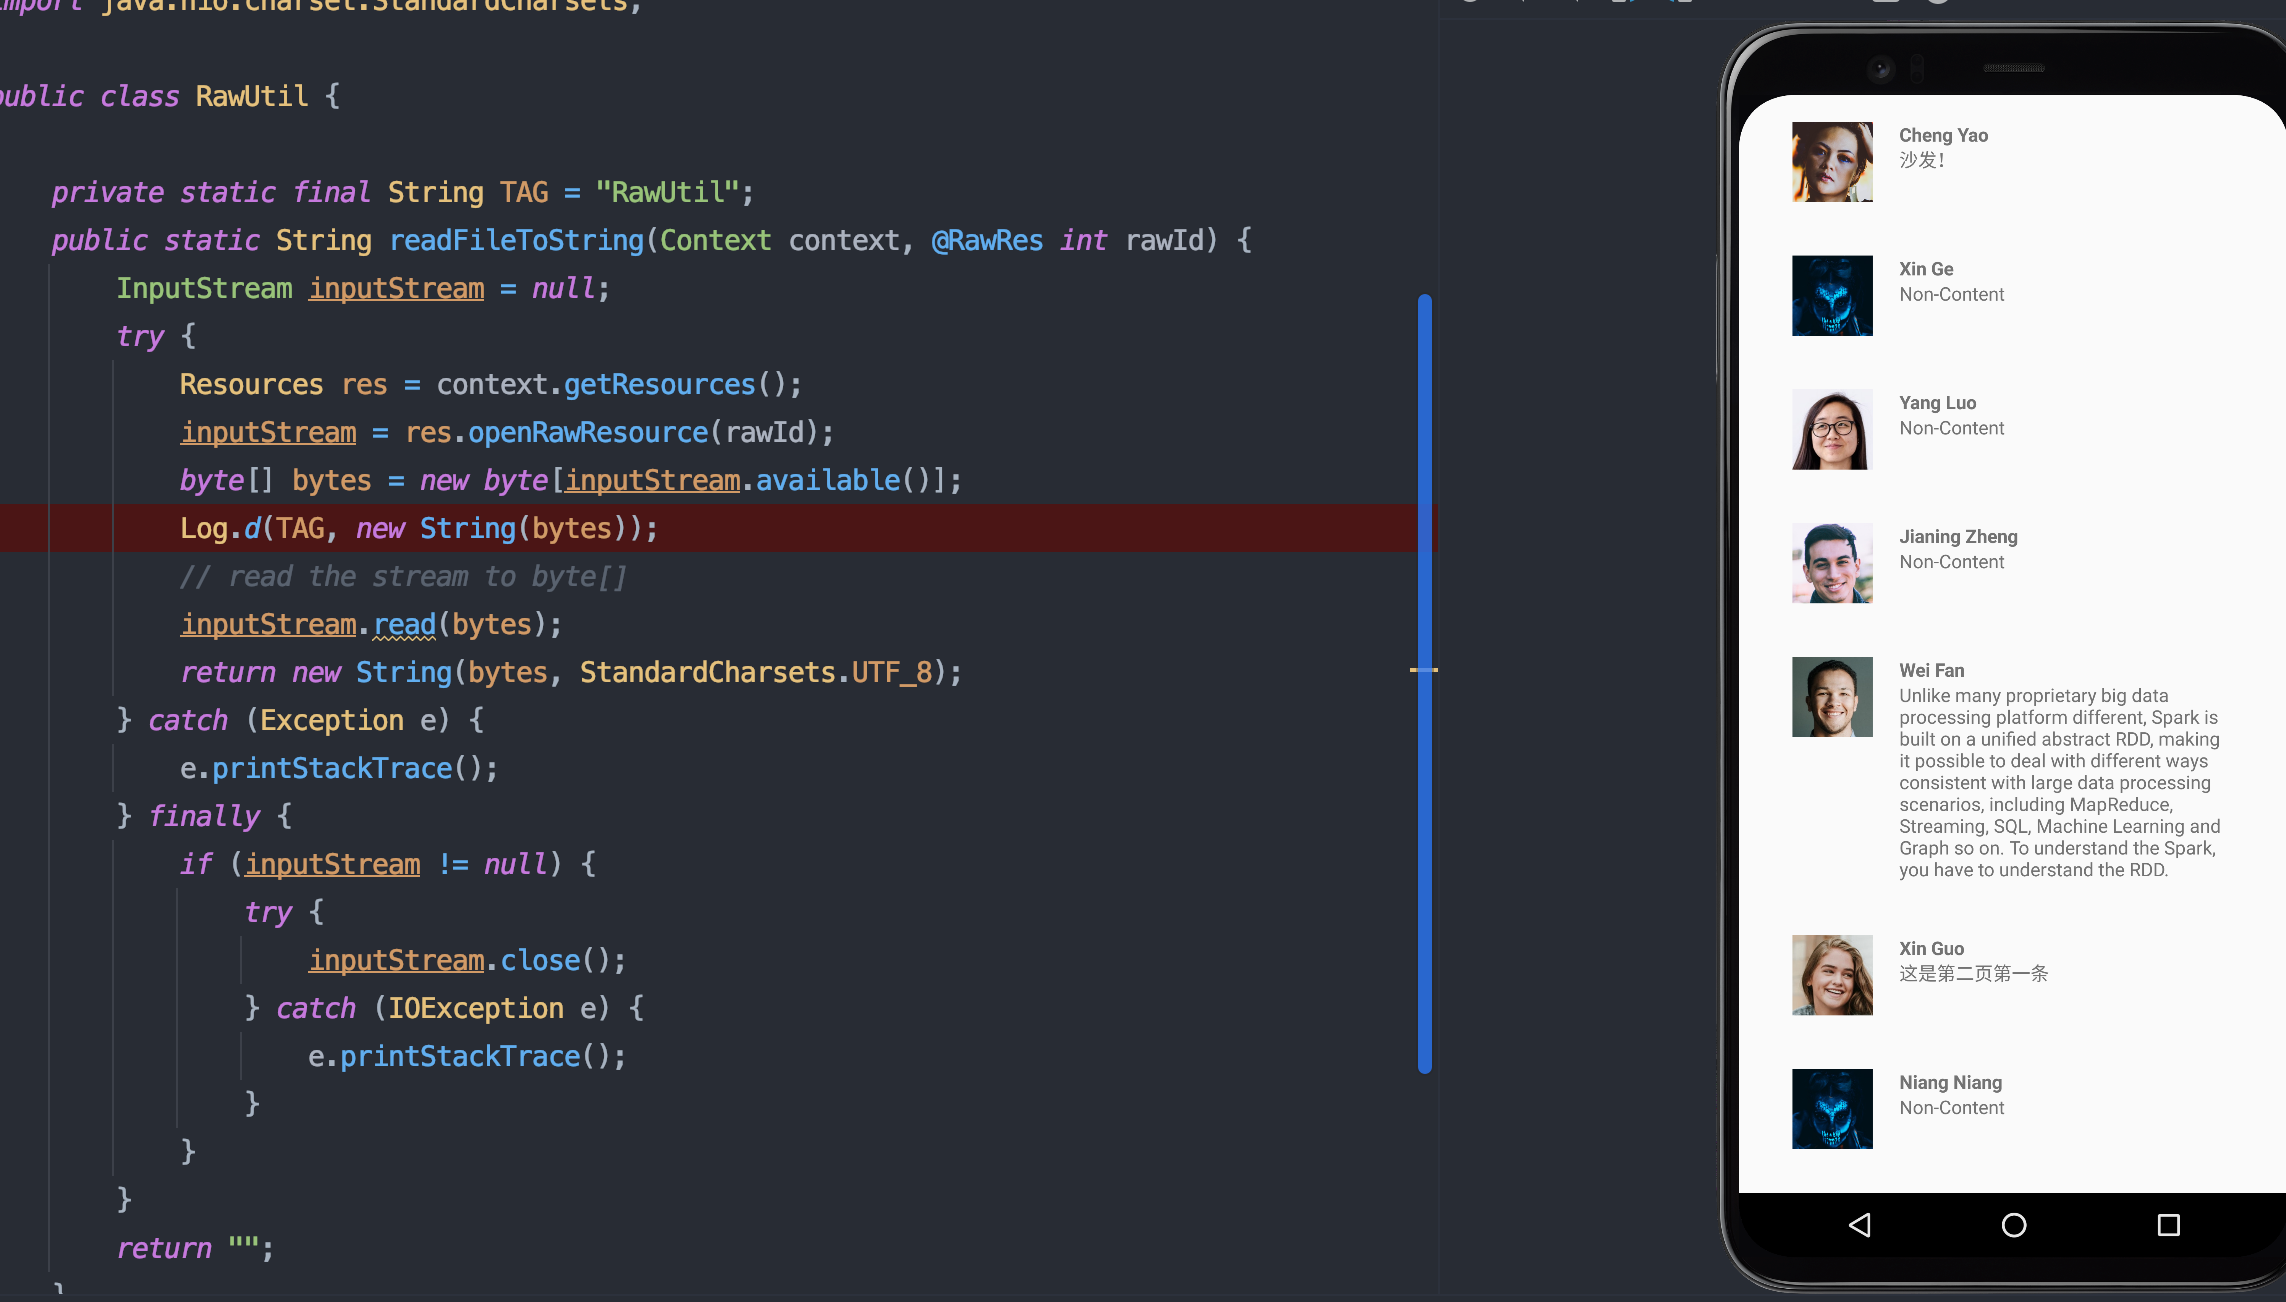 import java.nio.charset.StandardCharsets;
public class RawUtil {
private static final String TAG = "RawUtil";
public static String readFileToString(Context context, @RawRes int rawId) {
InputStream inputStream = null;
try {
Resources res = context.getResources();
inputStream = res.openRawResource(rawId);
byte[] bytes = new byte[inputStream.available()];
Log.d(TAG, new String(bytes));
// read the stream to byte[]
inputStream.read(bytes);
return new String(bytes, StandardCharsets.UTF_8);
} catch (Exception e) {
e.printStackTrace();
} finally {
if (inputStream != null) {
try {
inputStream.close();
} catch (IOException e) {
e.printStackTrace();
}
}
}
return "";
}
Cheng Yao
沙发！
Xin Ge
Non-Content
Yang Luo
Non-Content
Jianing Zheng
Non-Content
Wei Fan
Unlike many proprietary big data
processing platform different, Spark is
built on a unified abstract RDD, making
it possible to deal with different ways
consistent with large data processing
scenarios, including MapReduce,
Streaming, SQL, Machine Learning and
Graph so on. To understand the Spark,
you have to understand the RDD.
Xin Guo
这是第二页第一条
Niang Niang
Non-Content